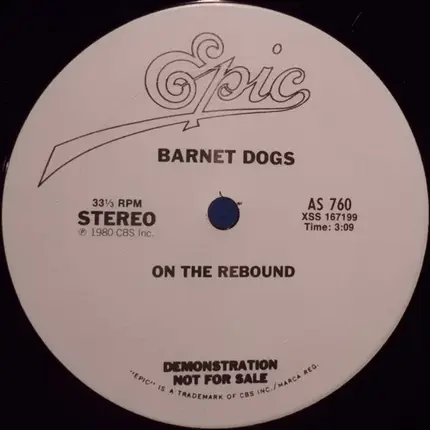 Epic
BARNET DOGS
33⅓ RPM
STEREO
℗ 1980 CBS Inc.
AS 760
XSS 167199
Time: 3:09
ON THE REBOUND
DEMONSTRATION
NOT FOR SALE
"EPIC" IS A TRADEMARK OF CBS INC./MARCA REG.